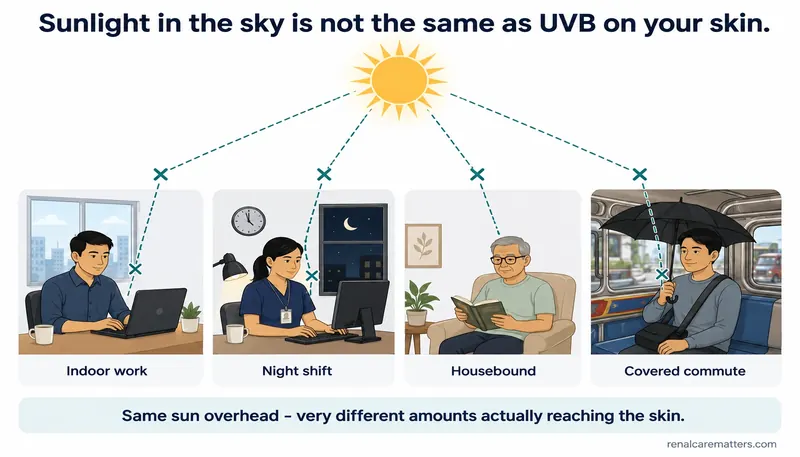 Sunlight in the sky is not the same as UVB on your skin.
Indoor work
Night shift
Housebound
Covered commute
Same sun overhead – very different amounts actually reaching the skin.
renalcarematters.com